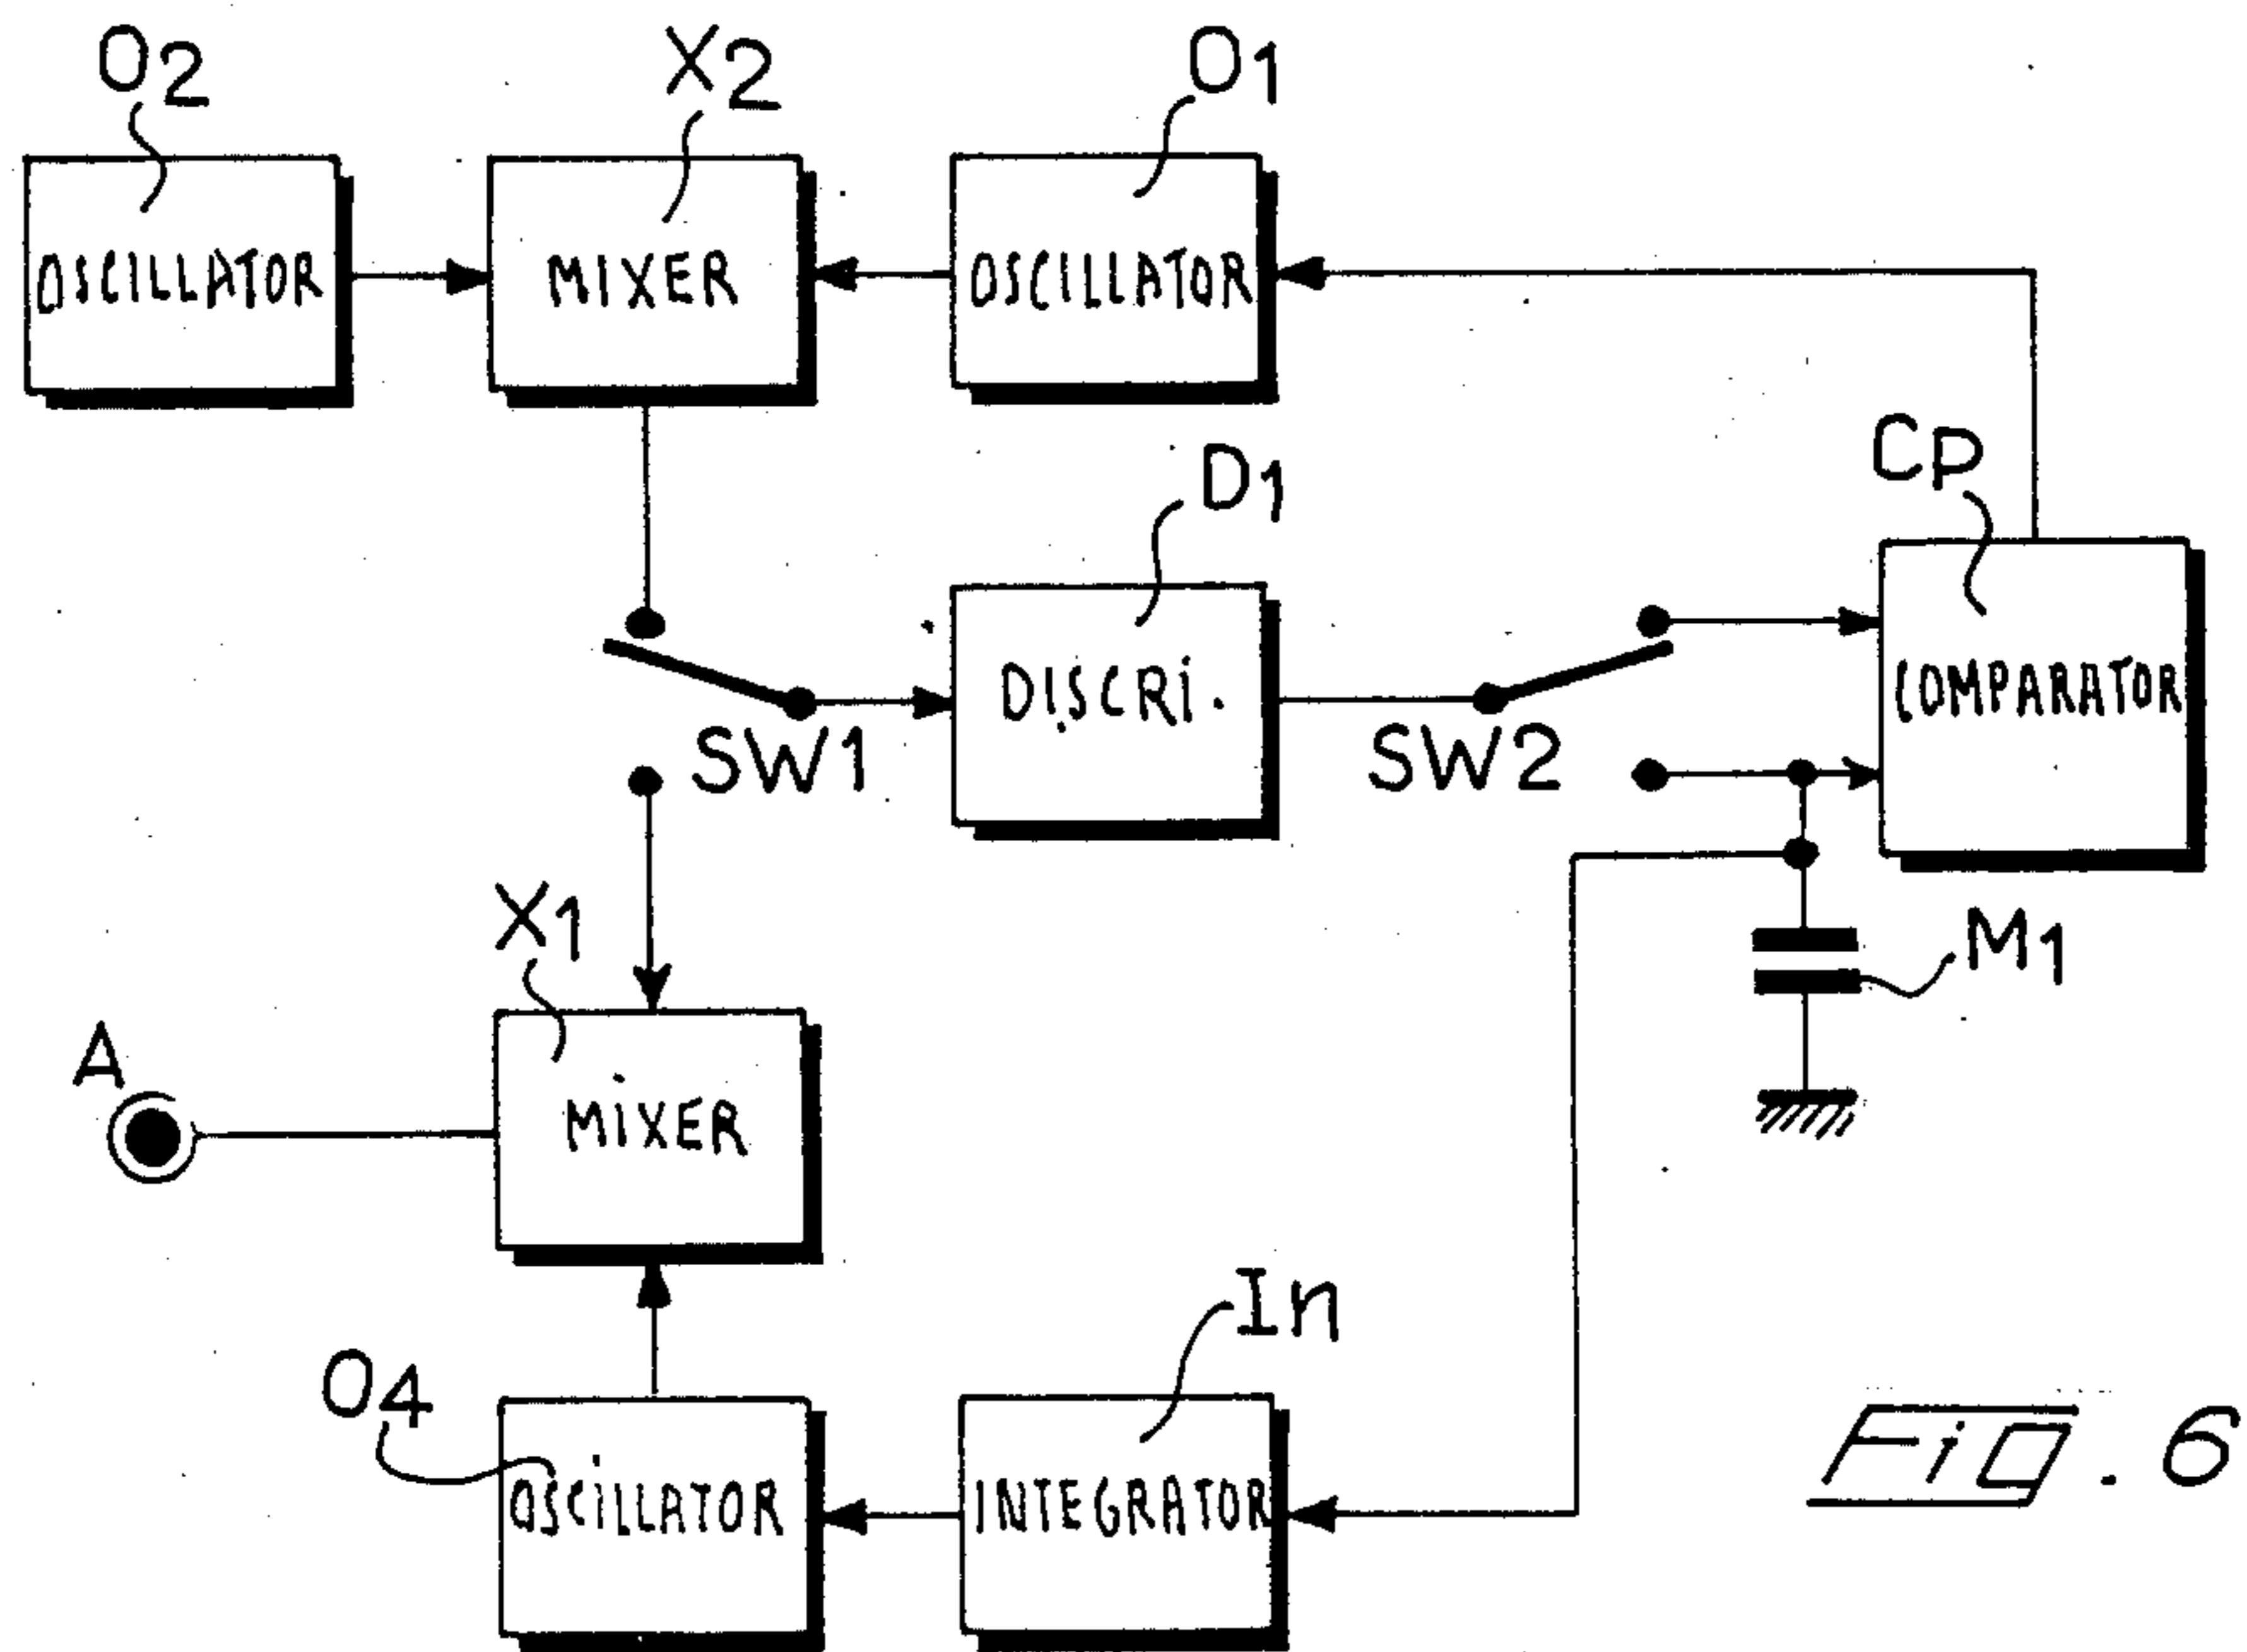 O2
X2
O1
OSCILLATOR
MIXER
OSCILLATOR
D1
Cp
DISCRI.
COMPARATOR
SW1
SW2
X1
M1
A
MIXER
In
O4
OSCILLATOR
INTEGRATOR
Fig. 6